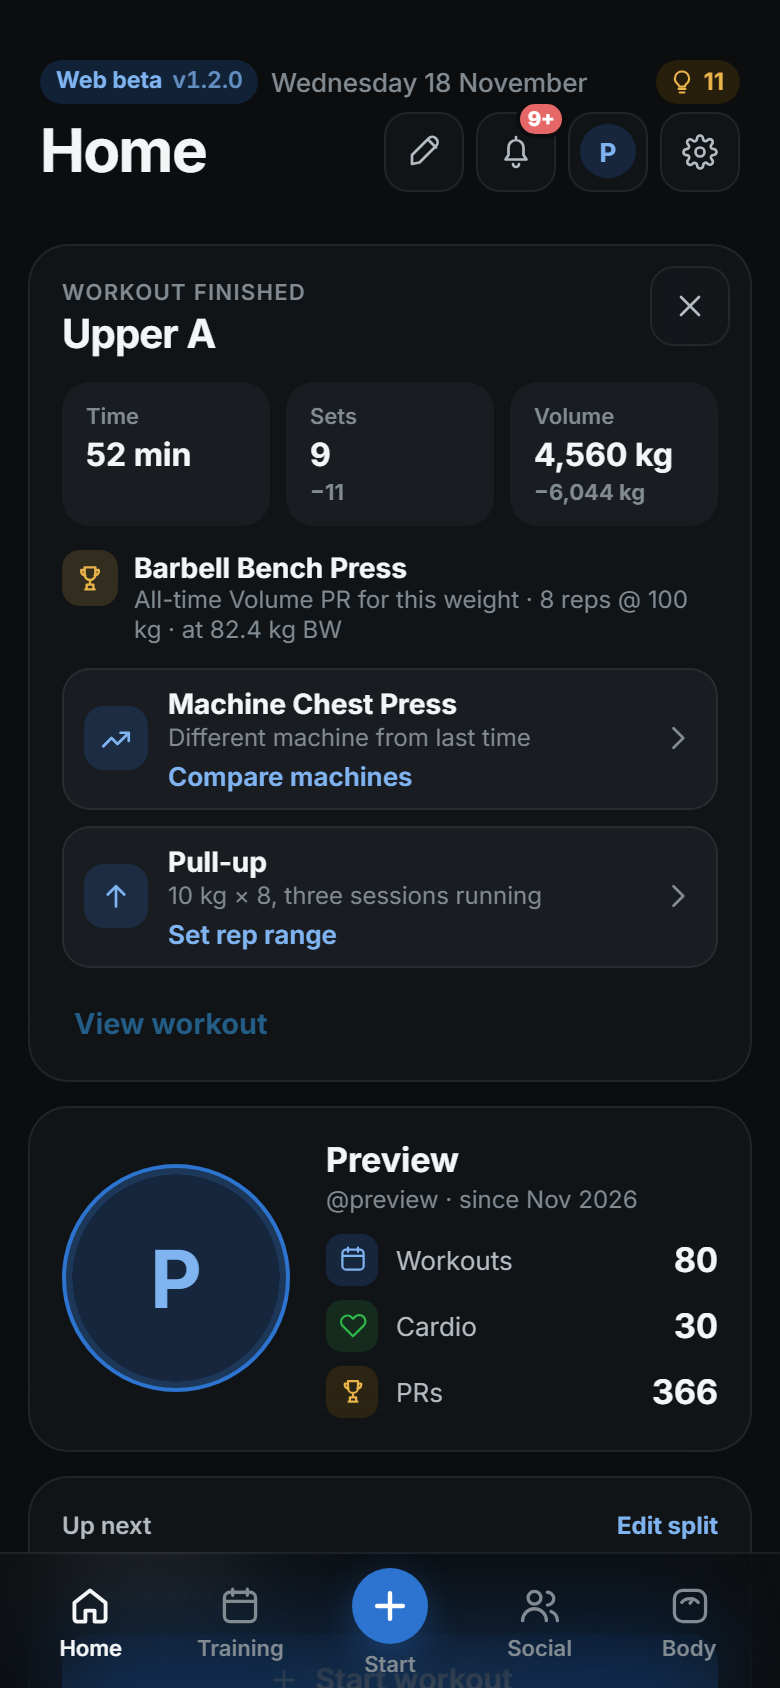 Web beta v1.2.0 Wednesday 18 November 11
Home 9+ P
WORKOUT FINISHED
Upper A
Time
52 min
Sets
9
−11
Volume
4,560 kg
−6,044 kg
Barbell Bench Press
All-time Volume PR for this weight · 8 reps @ 100
kg · at 82.4 kg BW
Machine Chest Press
Different machine from last time
Compare machines
Pull-up
10 kg × 8, three sessions running
Set rep range
View workout
P
Preview
@preview · since Nov 2026
Workouts 80
Cardio 30
PRs 366
Up next Edit split
Start workout
Home Training Start Social Body